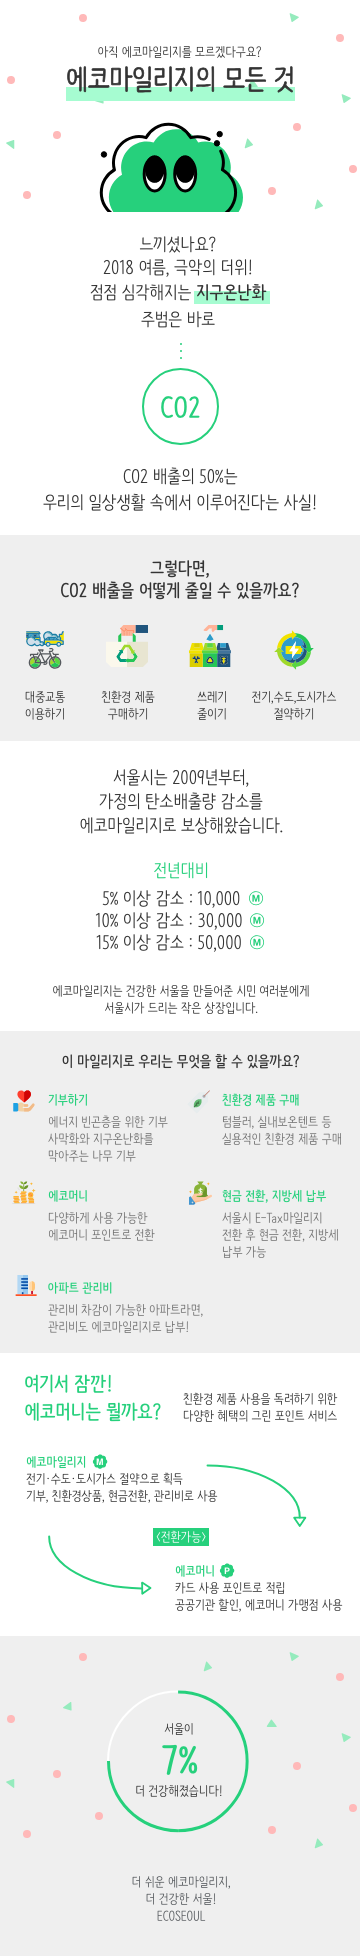 아직 에코마일리지를 모르겠다구요?
에코마일리지의 모든 것
느끼셨나요?
2018 여름, 극악의 더위!
점점 심각해지는 지구온난화
주범은 바로
CO2
CO2 배출의 50%는
우리의 일상생활 속에서 이루어진다는 사실!
그렇다면,
CO2 배출을 어떻게 줄일 수 있을까요?
대중교통
이용하기
친환경 제품
구매하기
쓰레기
줄이기
전기,수도,도시가스
절약하기
서울시는 2009년부터,
가정의 탄소배출량 감소를
에코마일리지로 보상해왔습니다.
전년대비
5% 이상 감소 : 10,000 M
10% 이상 감소 : 30,000 M
15% 이상 감소 : 50,000 M
에코마일리지는 건강한 서울을 만들어준 시민 여러분에게
서울시가 드리는 작은 상장입니다.
이 마일리지로 우리는 무엇을 할 수 있을까요?
기부하기
에너지 빈곤층을 위한 기부
사막화와 지구온난화를
막아주는 나무 기부
친환경 제품 구매
텀블러, 실내보온텐트 등
실용적인 친환경 제품 구매
에코머니
다양하게 사용 가능한
에코머니 포인트로 전환
현금 전환, 지방세 납부
서울시 E-Tax마일리지
전환 후 현금 전환, 지방세
납부 가능
아파트 관리비
관리비 차감이 가능한 아파트라면,
관리비도 에코마일리지로 납부!
여기서 잠깐!
에코머니는 뭘까요?
친환경 제품 사용을 독려하기 위한
다양한 혜택의 그린 포인트 서비스
에코마일리지 M
전기·수도·도시가스 절약으로 획득
기부, 친환경상품, 현금전환, 관리비로 사용
<전환가능>
에코머니 P
카드 사용 포인트로 적립
공공기관 할인, 에코머니 가맹점 사용
서울이
7%
더 건강해졌습니다!
더 쉬운 에코마일리지,
더 건강한 서울!
ECOSEOUL